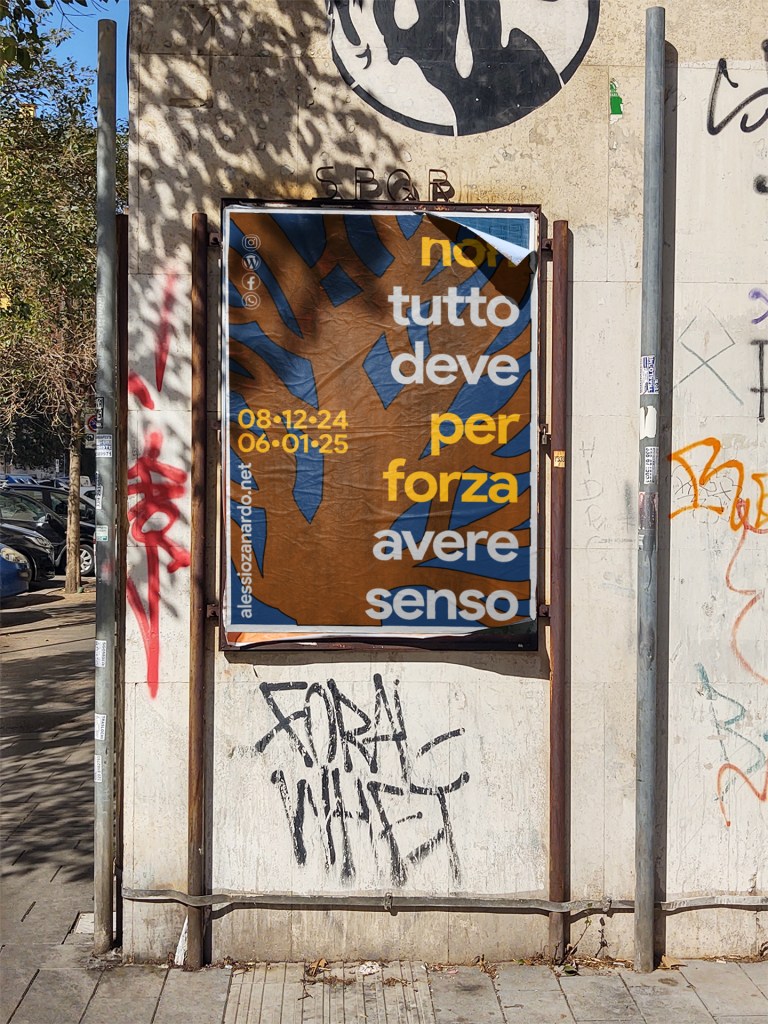 SPQR
non
tutto
deve
per
forza
avere
senso
08•12•24
06•01•25
alessiozanardo.net